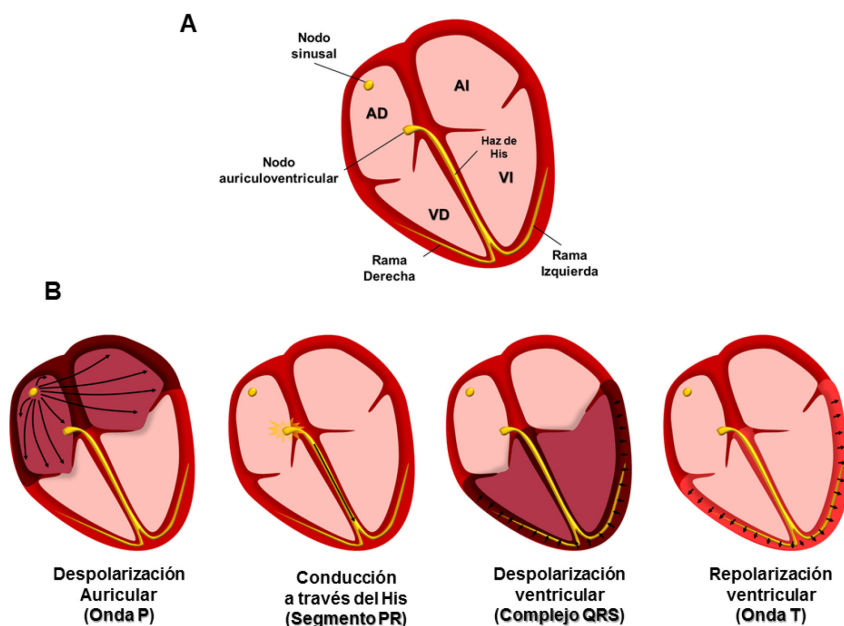 A
Nodo
sinusal
AI
AD
Haz de
His
Nodo
auriculoventricular
VI
VD
Rama
Derecha
Rama
Izquierda
B
Despolarización
Auricular
(Onda P)
Conducción
a través del His
(Segmento PR)
Despolarización
ventricular
(Complejo QRS)
Repolarización
ventricular
(Onda T)